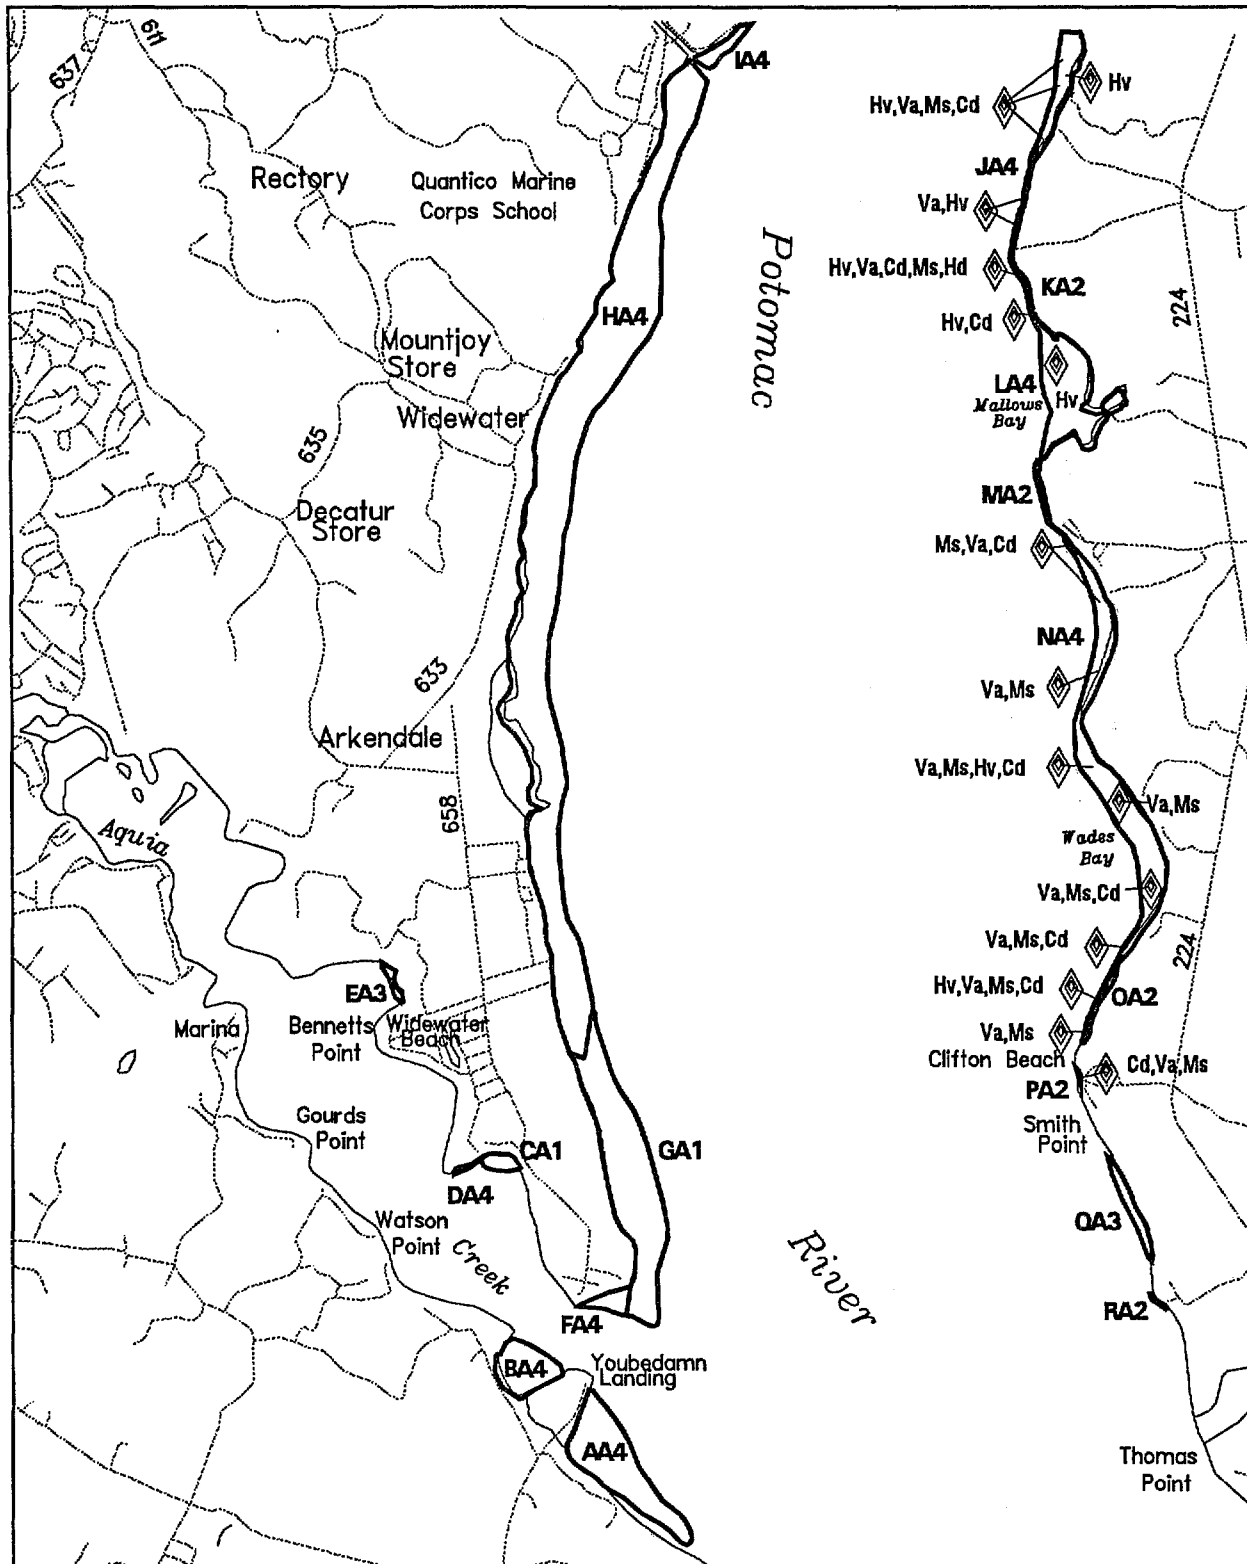 637
611
IA4
Hv
Hv,Va,Ms,Cd
JA4
Rectory
Quantico Marine
Corps School
Va,Hv
Potomac
Hv,Va,Cd,Ms,Hd
KA2
224
HA4
Hv,Cd
Mountjoy
Store
LA4
Hv
Mallows
Bay
Widewater
635
MA2
Decatur
Store
Ms,Va,Cd
NA4
633
Va,Ms
Arkendale
Va,Ms,Hv,Cd
658
Va,Ms
Aquia
Wades
Bay
Va,Ms,Cd
Va,Ms,Cd
224
EA3
Hv,Va,Ms,Cd
OA2
Marina
Bennetts
Point
Widewater
Beach
Va,Ms
Clifton Beach
Cd,Va,Ms
PA2
Gourds
Point
Smith
Point
CA1
GA1
DA4
QA3
Watson
Point
Creek
River
RA2
FA4
BA4
Youbedamn
Landing
AA4
Thomas
Point